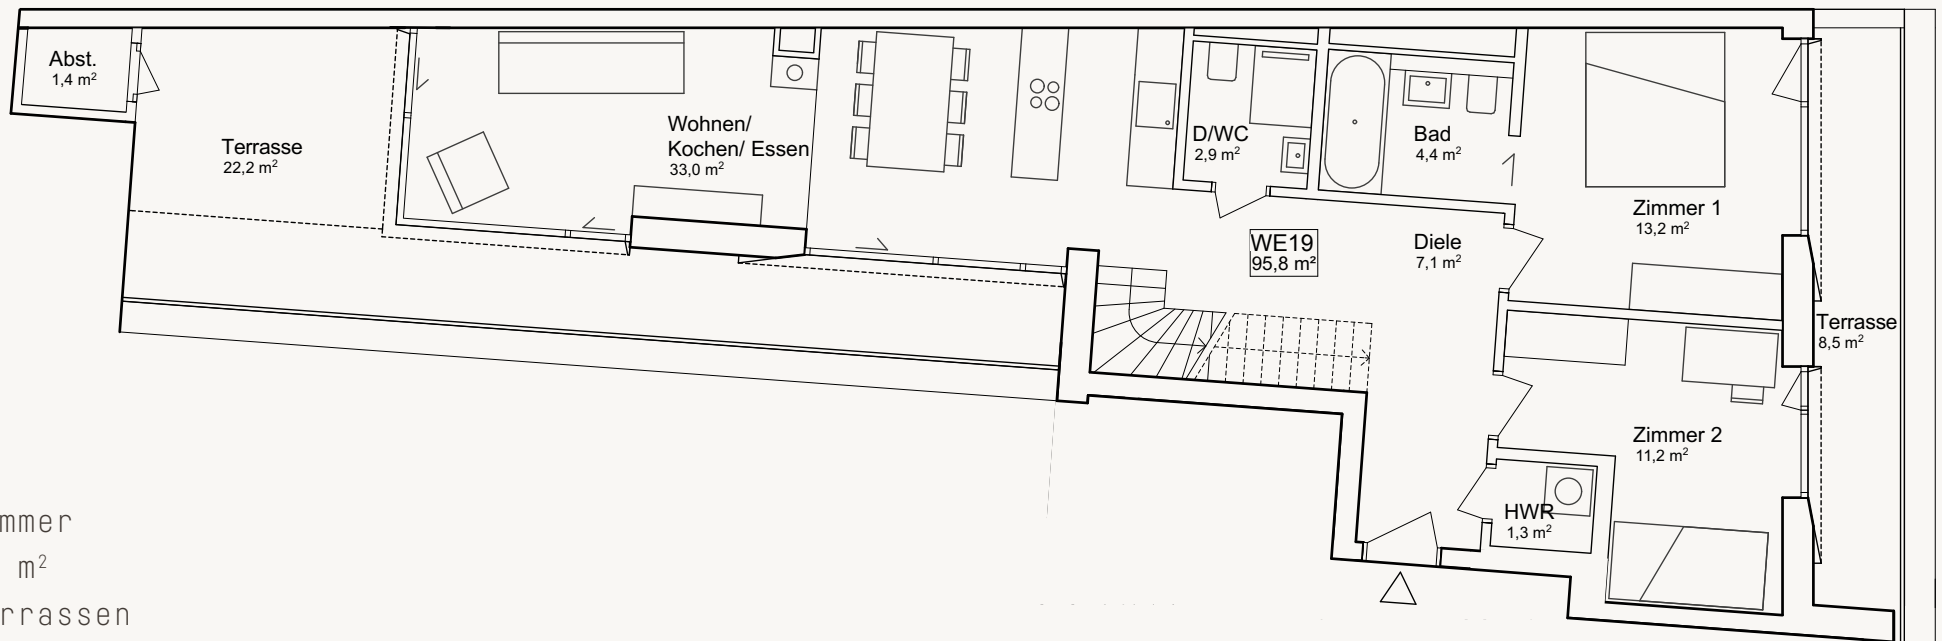 Abst.
1,4 m²
Terrasse
22,2 m²
Wohnen/
Kochen/ Essen
33,0 m²
D/WC
2,9 m²
Bad
4,4 m²
Zimmer 1
13,2 m²
WE19
95,8 m²
Diele
7,1 m²
Terrasse
8,5 m²
Zimmer 2
11,2 m²
HWR
1,3 m²
mmer
m²
rrassen